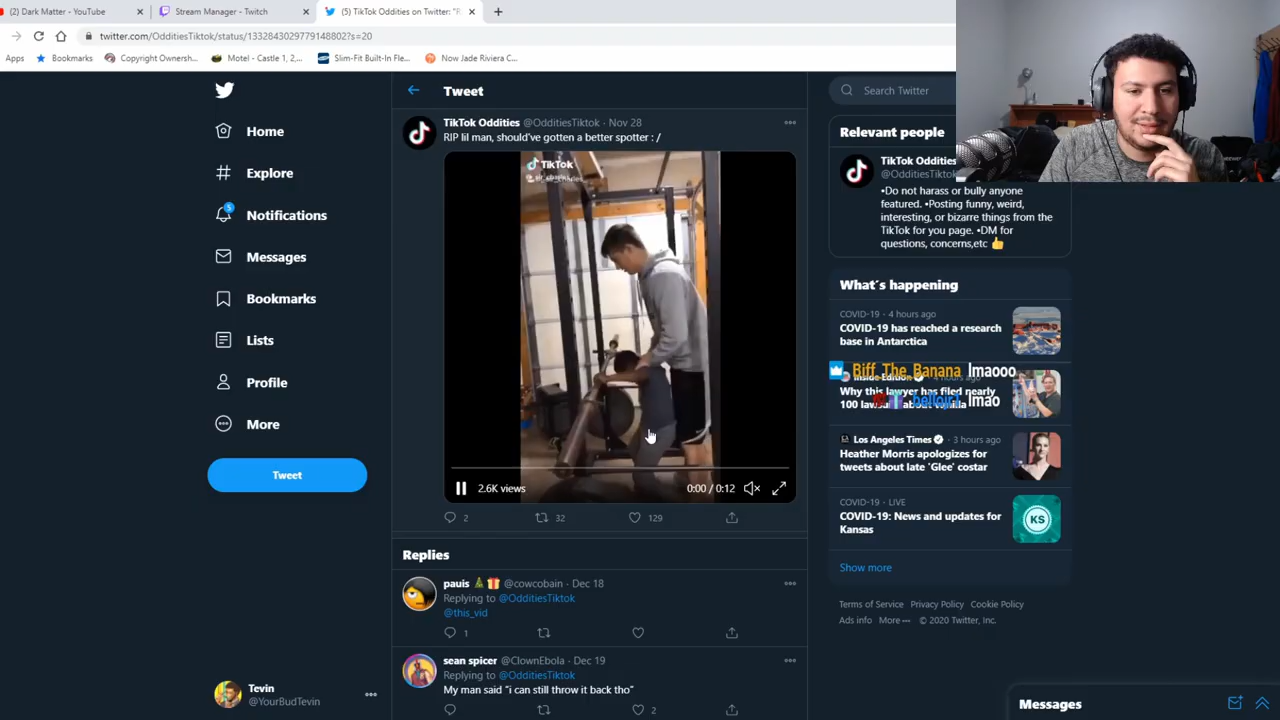 (2) Dark Matter - YouTube
Stream Manager - Twitch
(5) TikTok Oddities on Twitter: "R
twitter.com/OdditiesTiktok/status/1332843029779148802?s=20
Apps
Bookmarks
Copyright Ownersh...
Motel - Castle 1, 2,...
Slim-Fit Built-In Fle...
Now Jade Riviera C...
Home
Explore
5
Notifications
Messages
Bookmarks
Lists
Profile
More
Tweet
Tevin
@YourBudTevin
Tweet
TikTok Oddities @OdditiesTiktok · Nov 28
RIP lil man, should've gotten a better spotter : /
TikTok
2.6K views
0:00 / 0:12
2
32
129
Replies
pauis @cowcobain · Dec 18
Replying to @OdditiesTiktok
@this_vid
1
sean spicer @ClownEbola · Dec 19
Replying to @OdditiesTiktok
My man said "i can still throw it back tho"
2
Search Twitter
Relevant people
TikTok Oddities
@OdditiesTiktok
•Do not harass or bully anyone
featured. •Posting funny, weird,
interesting, or bizarre things from the
TikTok for you page. •DM for
questions, concerns,etc 👍
What's happening
COVID-19 · 4 hours ago
COVID-19 has reached a research
base in Antarctica
Biff_The_Banana lmaooo
Inside Edition
Why this lawyer has filed nearly
100
bellojr1 lmao
Los Angeles Times · 3 hours ago
Heather Morris apologizes for
tweets about late 'Glee' costar
COVID-19 · LIVE
COVID-19: News and updates for
Kansas
KS
Show more
Terms of Service Privacy Policy Cookie Policy
Ads info More••• © 2020 Twitter, Inc.
Messages